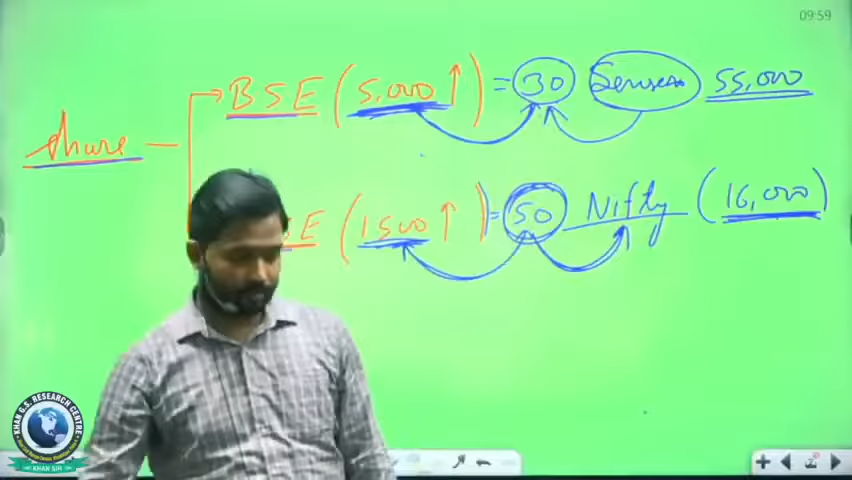 09:59
BSE (5,000↑) = 30 Sensex 55,000
share
SE (1500↑) = 50 Nifty (16,000)
KHAN G.S. RESEARCH CENTRE
KHAN SIR